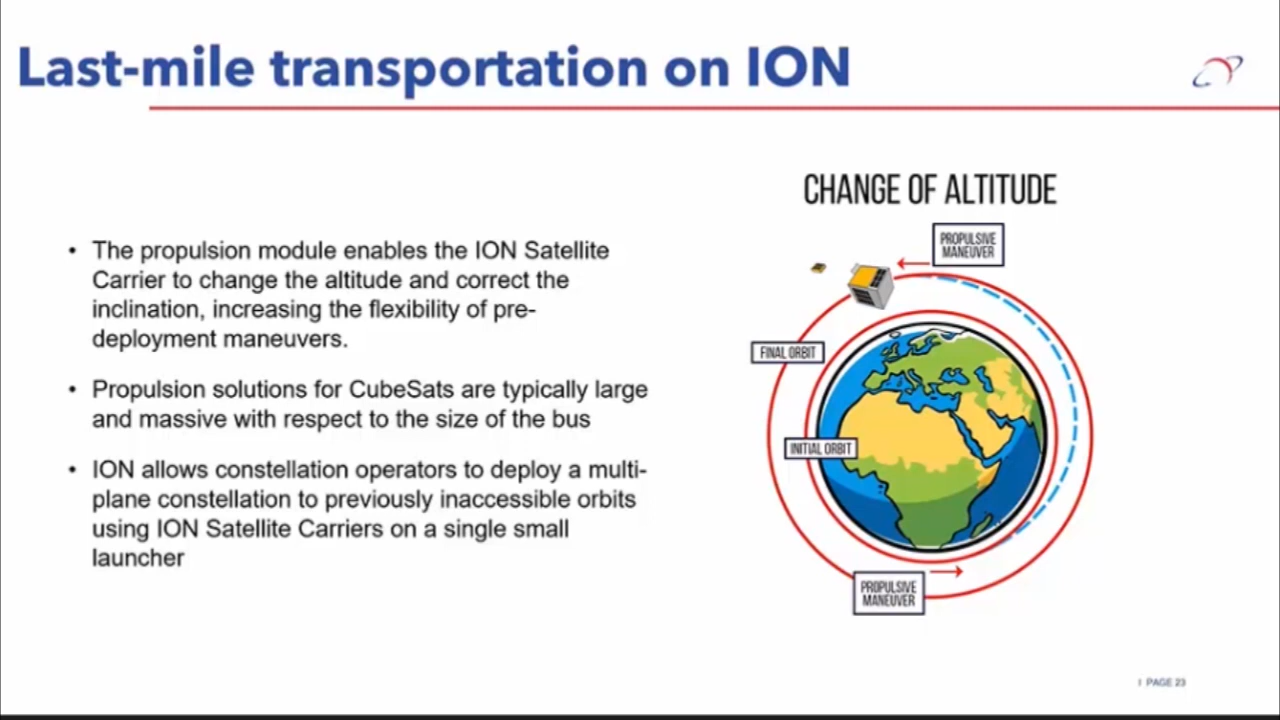 Last-mile transportation on ION
• The propulsion module enables the ION Satellite
Carrier to change the altitude and correct the
inclination, increasing the flexibility of pre-
deployment maneuvers.
• Propulsion solutions for CubeSats are typically large
and massive with respect to the size of the bus
• ION allows constellation operators to deploy a multi-
plane constellation to previously inaccessible orbits
using ION Satellite Carriers on a single small
launcher
CHANGE OF ALTITUDE
PROPULSIVE
MANEUVER
FINAL ORBIT
INITIAL ORBIT
PROPULSIVE
MANEUVER
I PAGE 23